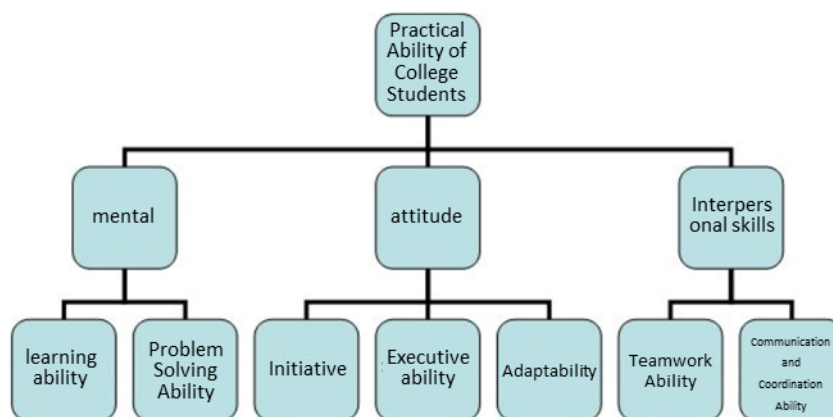 Practical
Ability of
College
Students
mental
attitude
Interpers
onal skills
learning
ability
Problem
Solving
Ability
Initiative
Executive
ability
Adaptability
Teamwork
Ability
Communication
and
Coordination
Ability